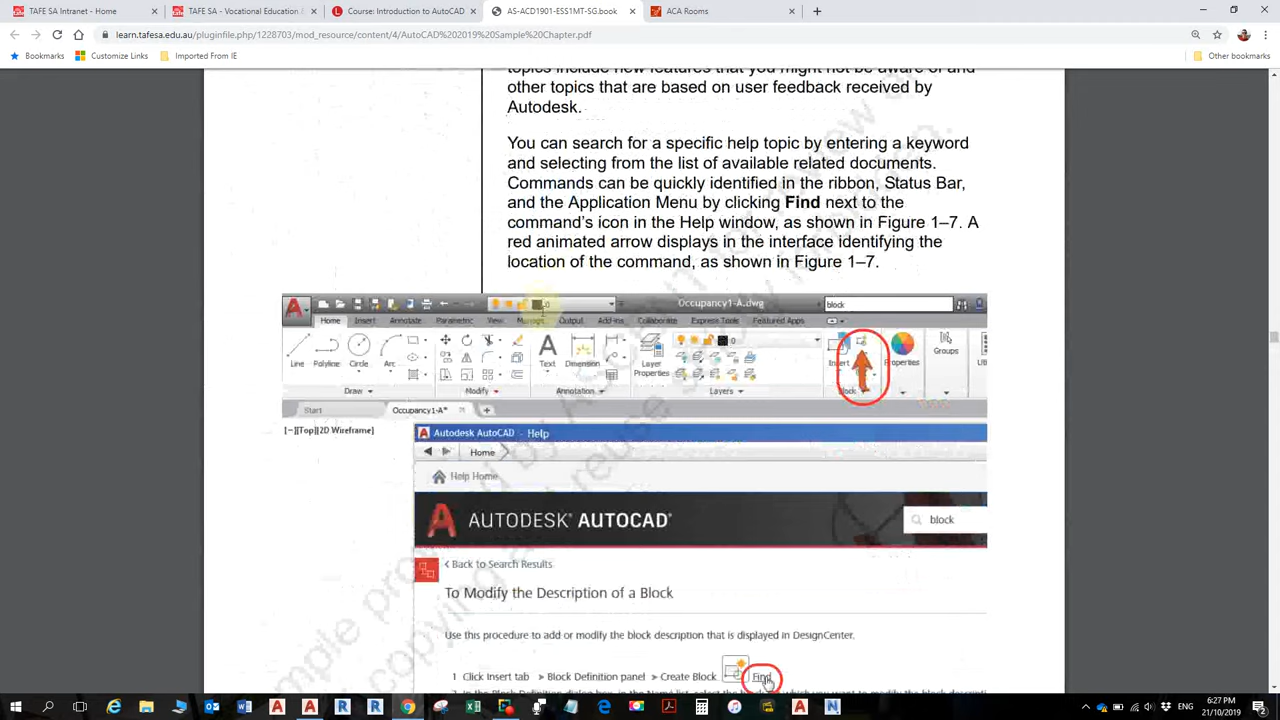 TAFE SA Intranet - Home
TAFE SA - Vocational Education &
Course: Introduction to AutoCAD
AS-ACD1901-ESS1MT-SG.book
ACA Rooms
learn.tafesa.edu.au/pluginfile.php/1228703/mod_resource/content/4/AutoCAD%202019%20Sample%20Chapter.pdf
Bookmarks
Customize Links
Imported From IE
Other bookmarks
topics include new features that you might not be aware of and
other topics that are based on user feedback received by
Autodesk.
You can search for a specific help topic by entering a keyword
and selecting from the list of available related documents.
Commands can be quickly identified in the ribbon, Status Bar,
and the Application Menu by clicking Find next to the
command's icon in the Help window, as shown in Figure 1–7. A
red animated arrow displays in the interface identifying the
location of the command, as shown in Figure 1–7.
0 Occupancy1-A.dwg block
Home Insert Annotate Parametric View Manage Output Add-ins Collaborate Express Tools Featured Apps
0
Line Polyline Circle Arc Text Dimension Layer Properties Insert Properties Groups
Draw Modify Annotation Layers Block
Start Occupancy1-A*
[−][Top][2D Wireframe]
Autodesk AutoCAD - Help
Home
Help Home
AUTODESK® AUTOCAD® block
Back to Search Results
To Modify the Description of a Block
Use this procedure to add or modify the block description that is displayed in DesignCenter.
1 Click Insert tab > Block Definition panel > Create Block Find
6:27 PM
21/10/2019